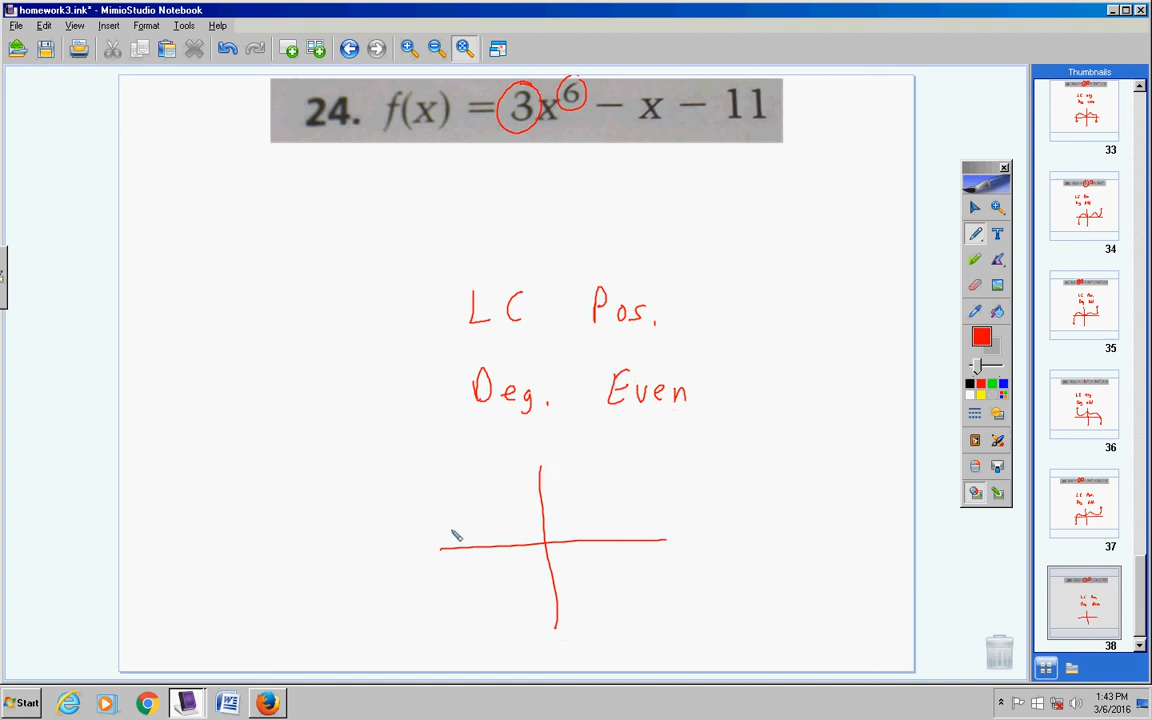 homework3.ink* - MimioStudio Notebook
File Edit View Insert Format Tools Help
24. f(x) = 3x⁶ − x − 11
LC Pos.
Deg. Even
Thumbnails
33
34
35
36
37
38
Start
1:43 PM
3/6/2016